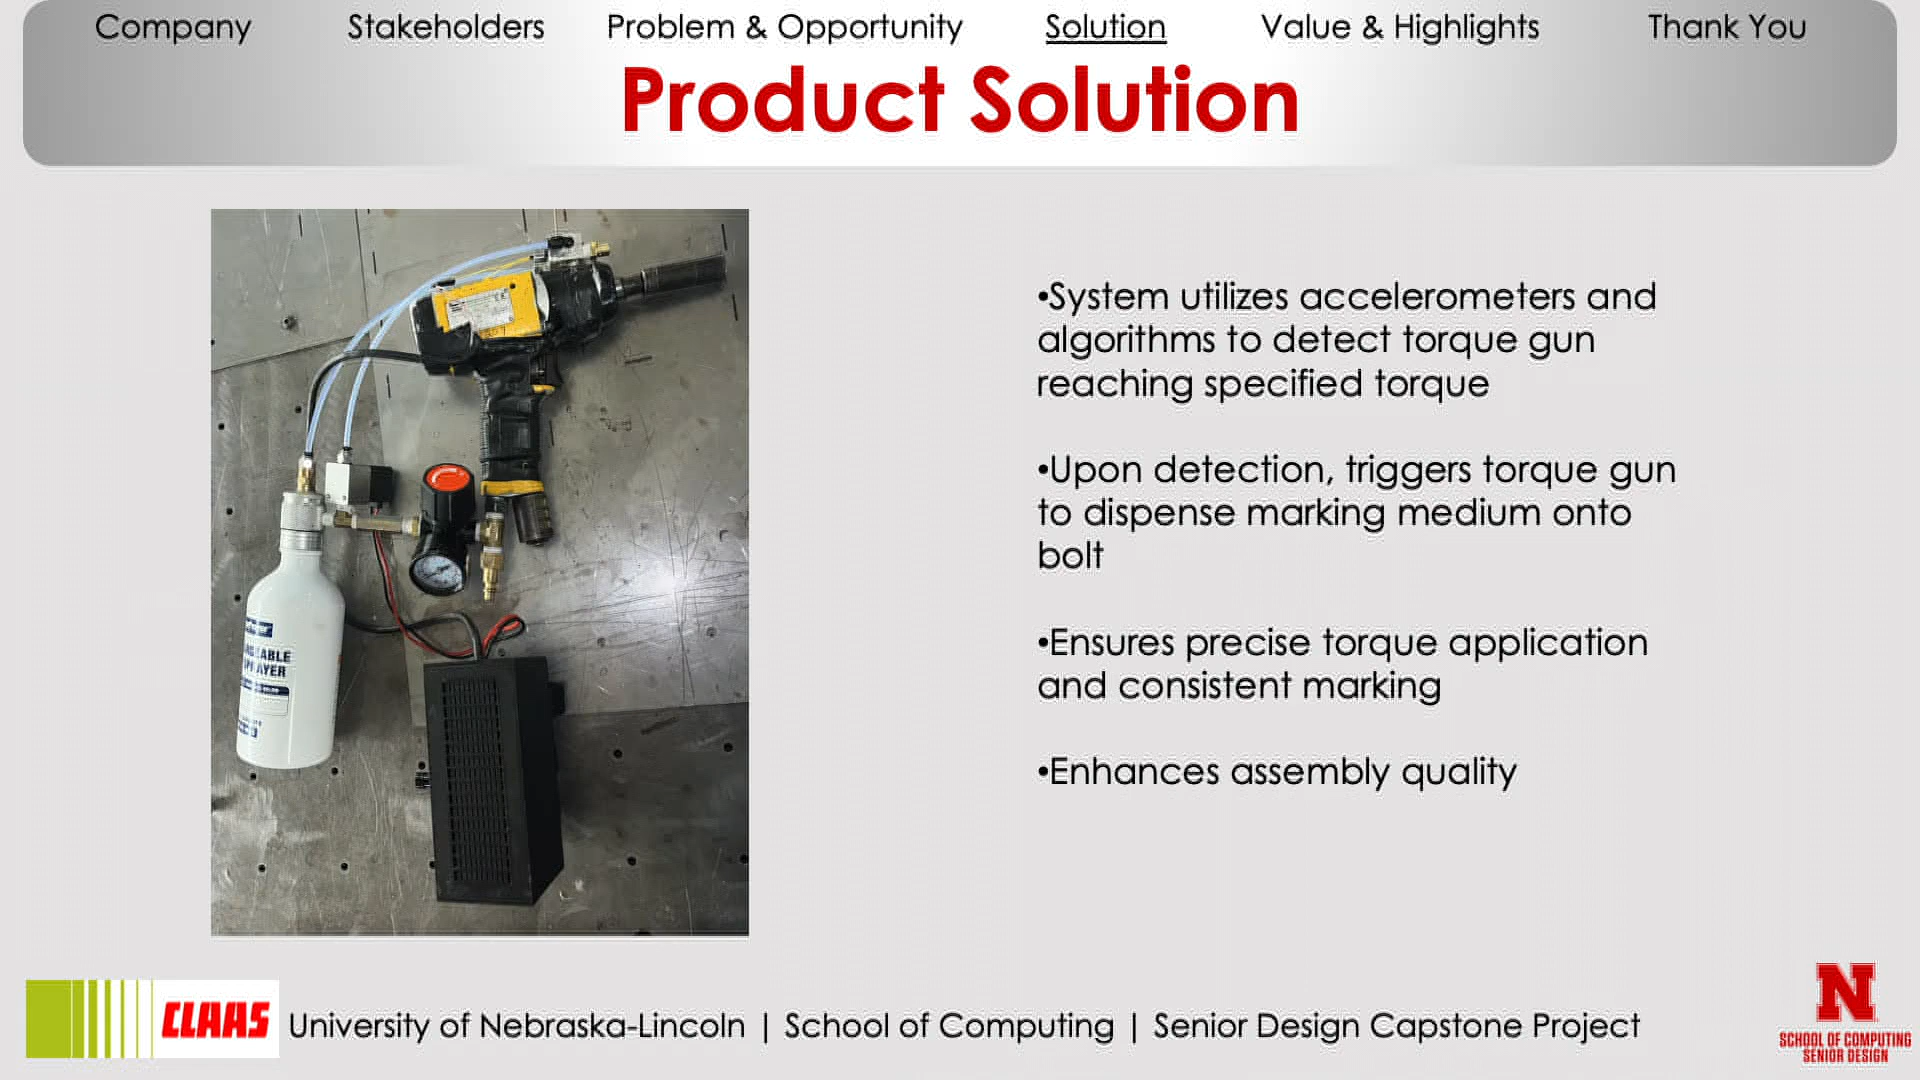 Company Stakeholders Problem & Opportunity Solution Value & Highlights Thank You
Product Solution
•System utilizes accelerometers and
algorithms to detect torque gun
reaching specified torque
•Upon detection, triggers torque gun
to dispense marking medium onto
bolt
•Ensures precise torque application
and consistent marking
•Enhances assembly quality
CLAAS
University of Nebraska-Lincoln | School of Computing | Senior Design Capstone Project
N
SCHOOL OF COMPUTING
SENIOR DESIGN